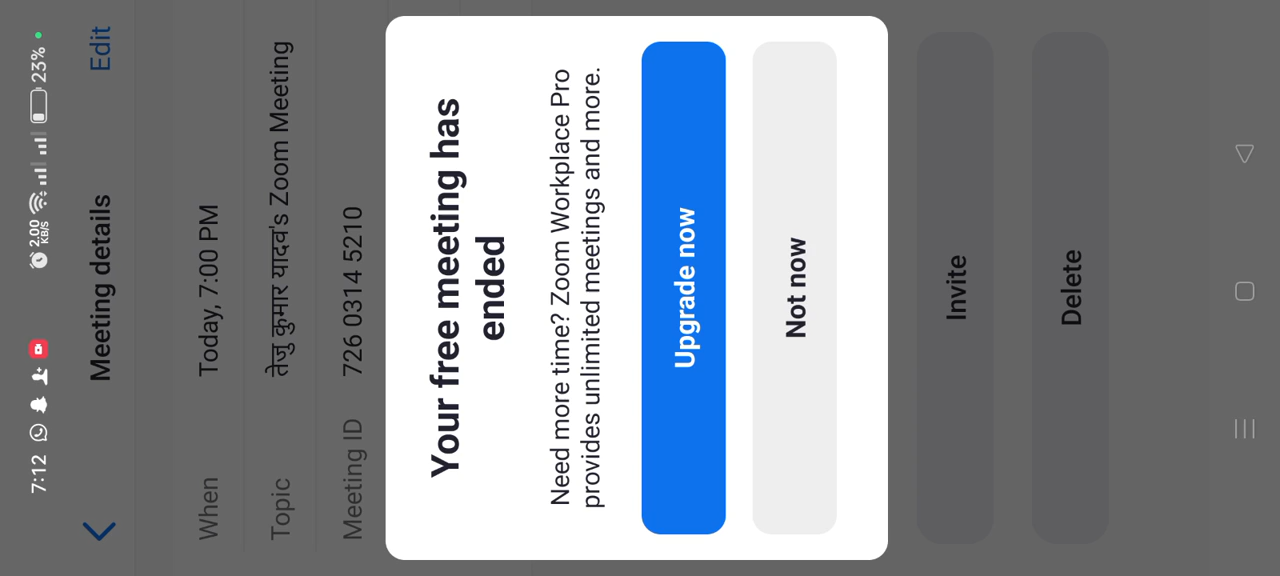 7:12
2.00 KB/S
23%
Meeting details
Edit
When Today, 7:00 PM
Topic तेजु कुमार यादव's Zoom Meeting
Meeting ID 726 0314 5210
Your free meeting has
ended
Need more time? Zoom Workplace Pro
provides unlimited meetings and more.
Upgrade now
Not now
Invite
Delete